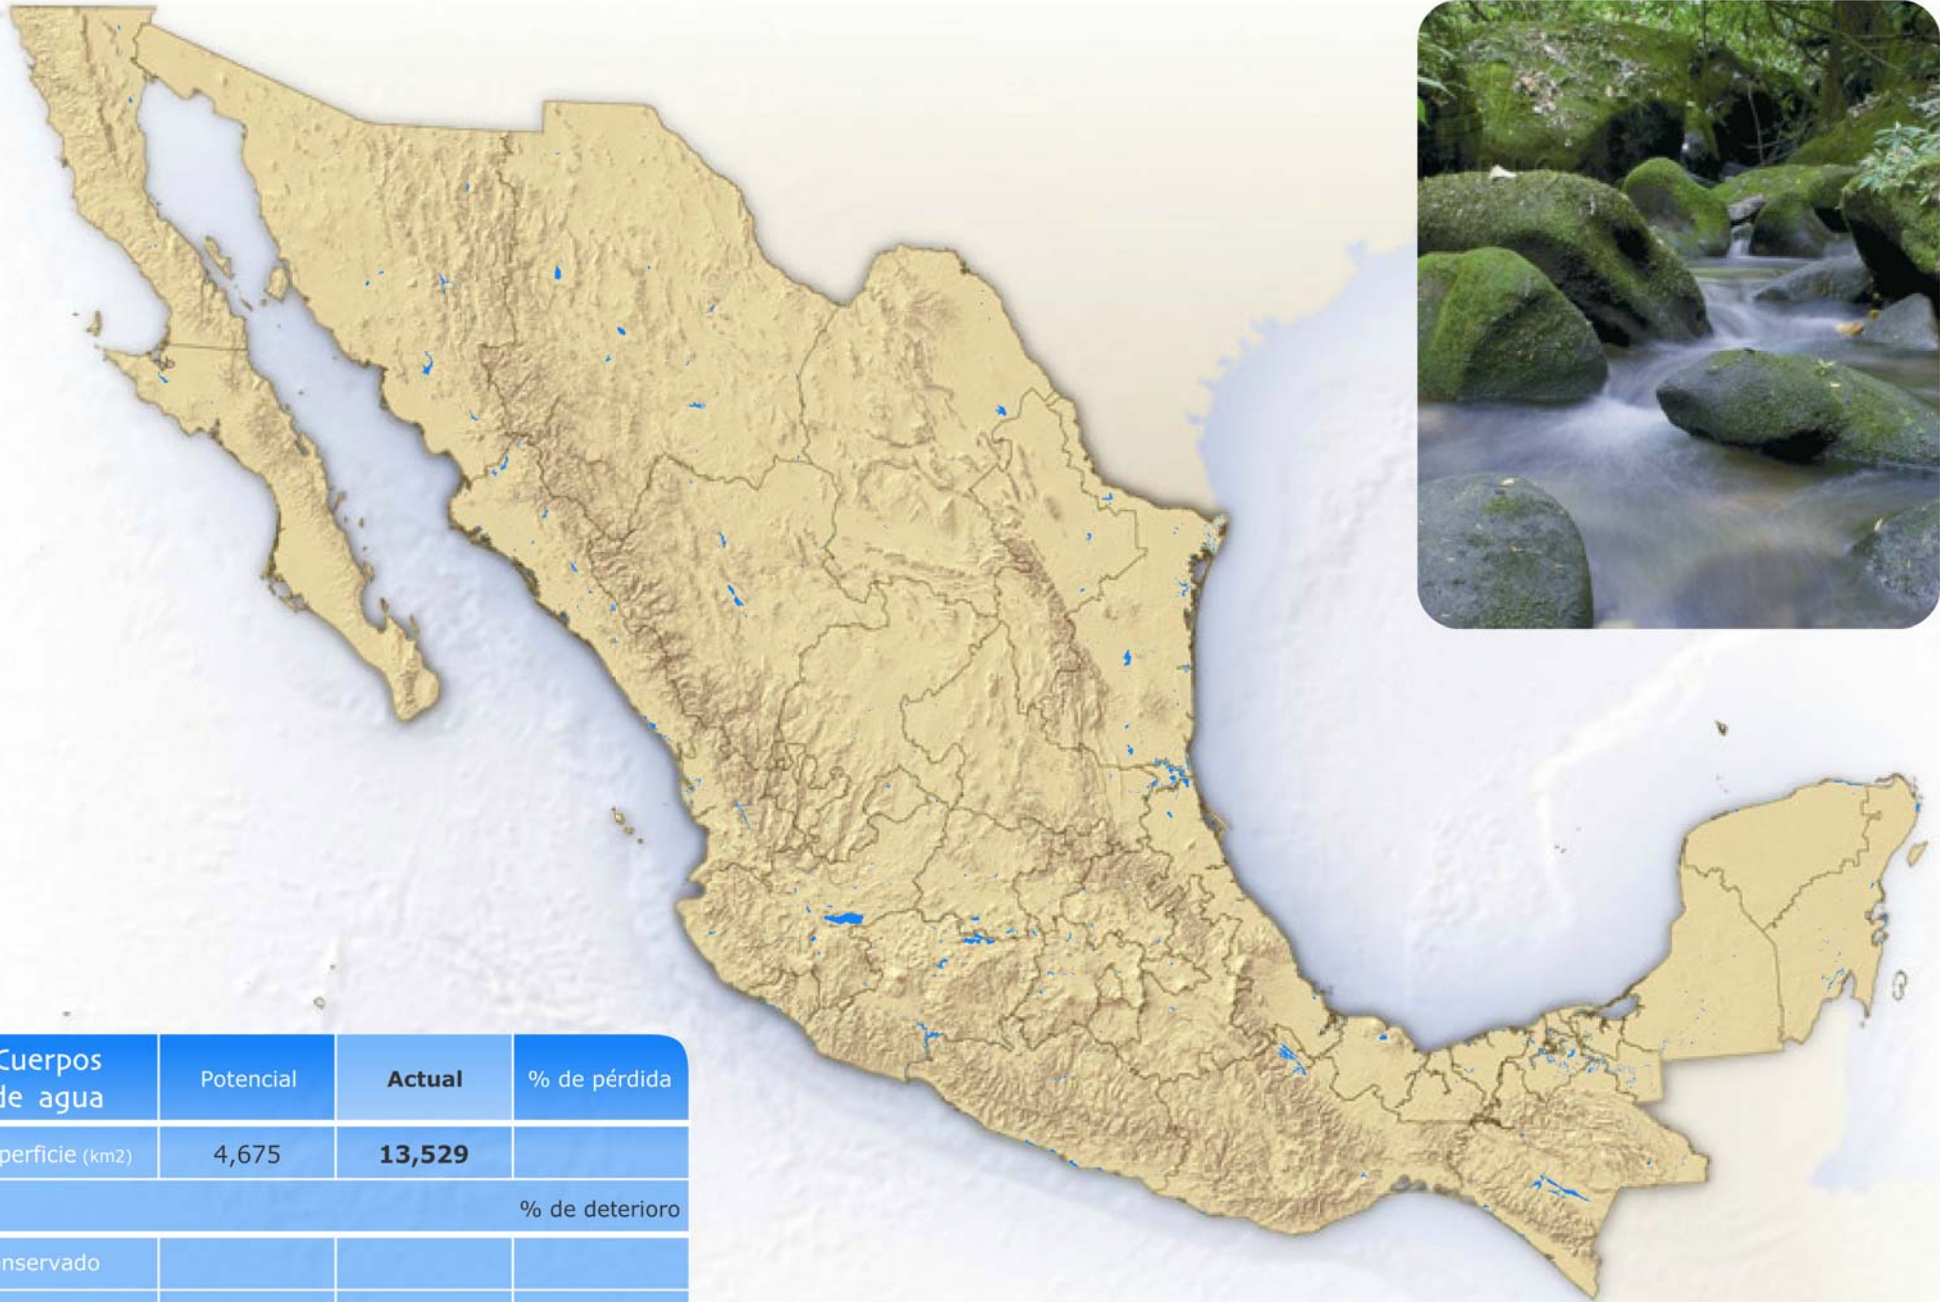 Cuerpos
de agua
Potencial
Actual
% de pérdida
perficie (km2)
4,675
13,529
% de deterioro
nservado